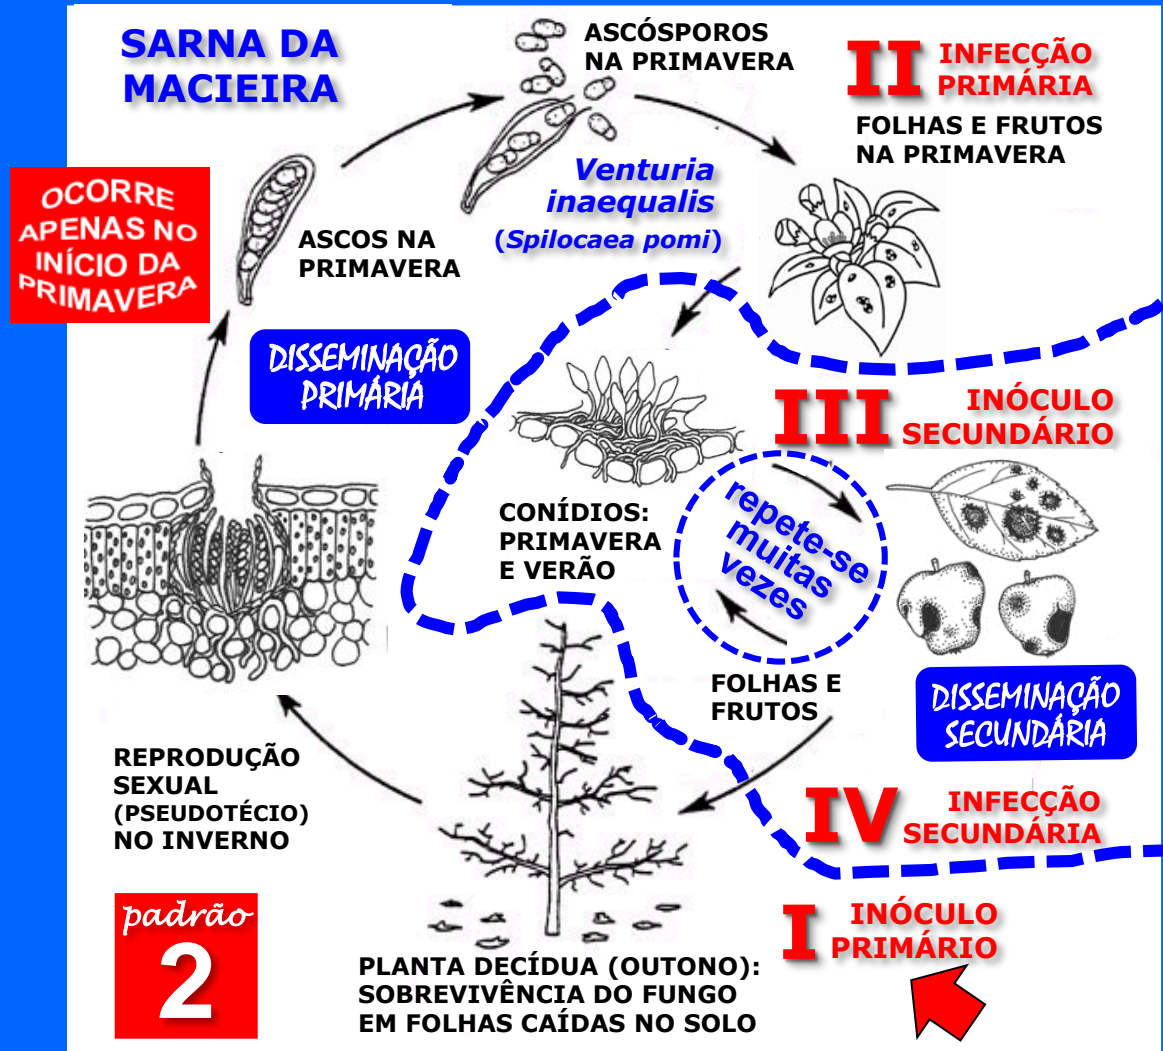 SARNA DA
MACIEIRA
ASCÓSPOROS
NA PRIMAVERA
II INFECÇÃO
PRIMÁRIA
FOLHAS E FRUTOS
NA PRIMAVERA
OCORRE
APENAS NO
INÍCIO DA
PRIMAVERA
ASCOS NA
PRIMAVERA
Venturia
inaequalis
(Spilocaea pomi)
DISSEMINAÇÃO
PRIMÁRIA
III INÓCULO
SECUNDÁRIO
CONÍDIOS:
PRIMAVERA
E VERÃO
repete-se
muitas
vezes
FOLHAS E
FRUTOS
DISSEMINAÇÃO
SECUNDÁRIA
REPRODUÇÃO
SEXUAL
(PSEUDOTÉCIO)
NO INVERNO
IV INFECÇÃO
SECUNDÁRIA
padrão
2
I INÓCULO
PRIMÁRIO
PLANTA DECÍDUA (OUTONO):
SOBREVIVÊNCIA DO FUNGO
EM FOLHAS CAÍDAS NO SOLO